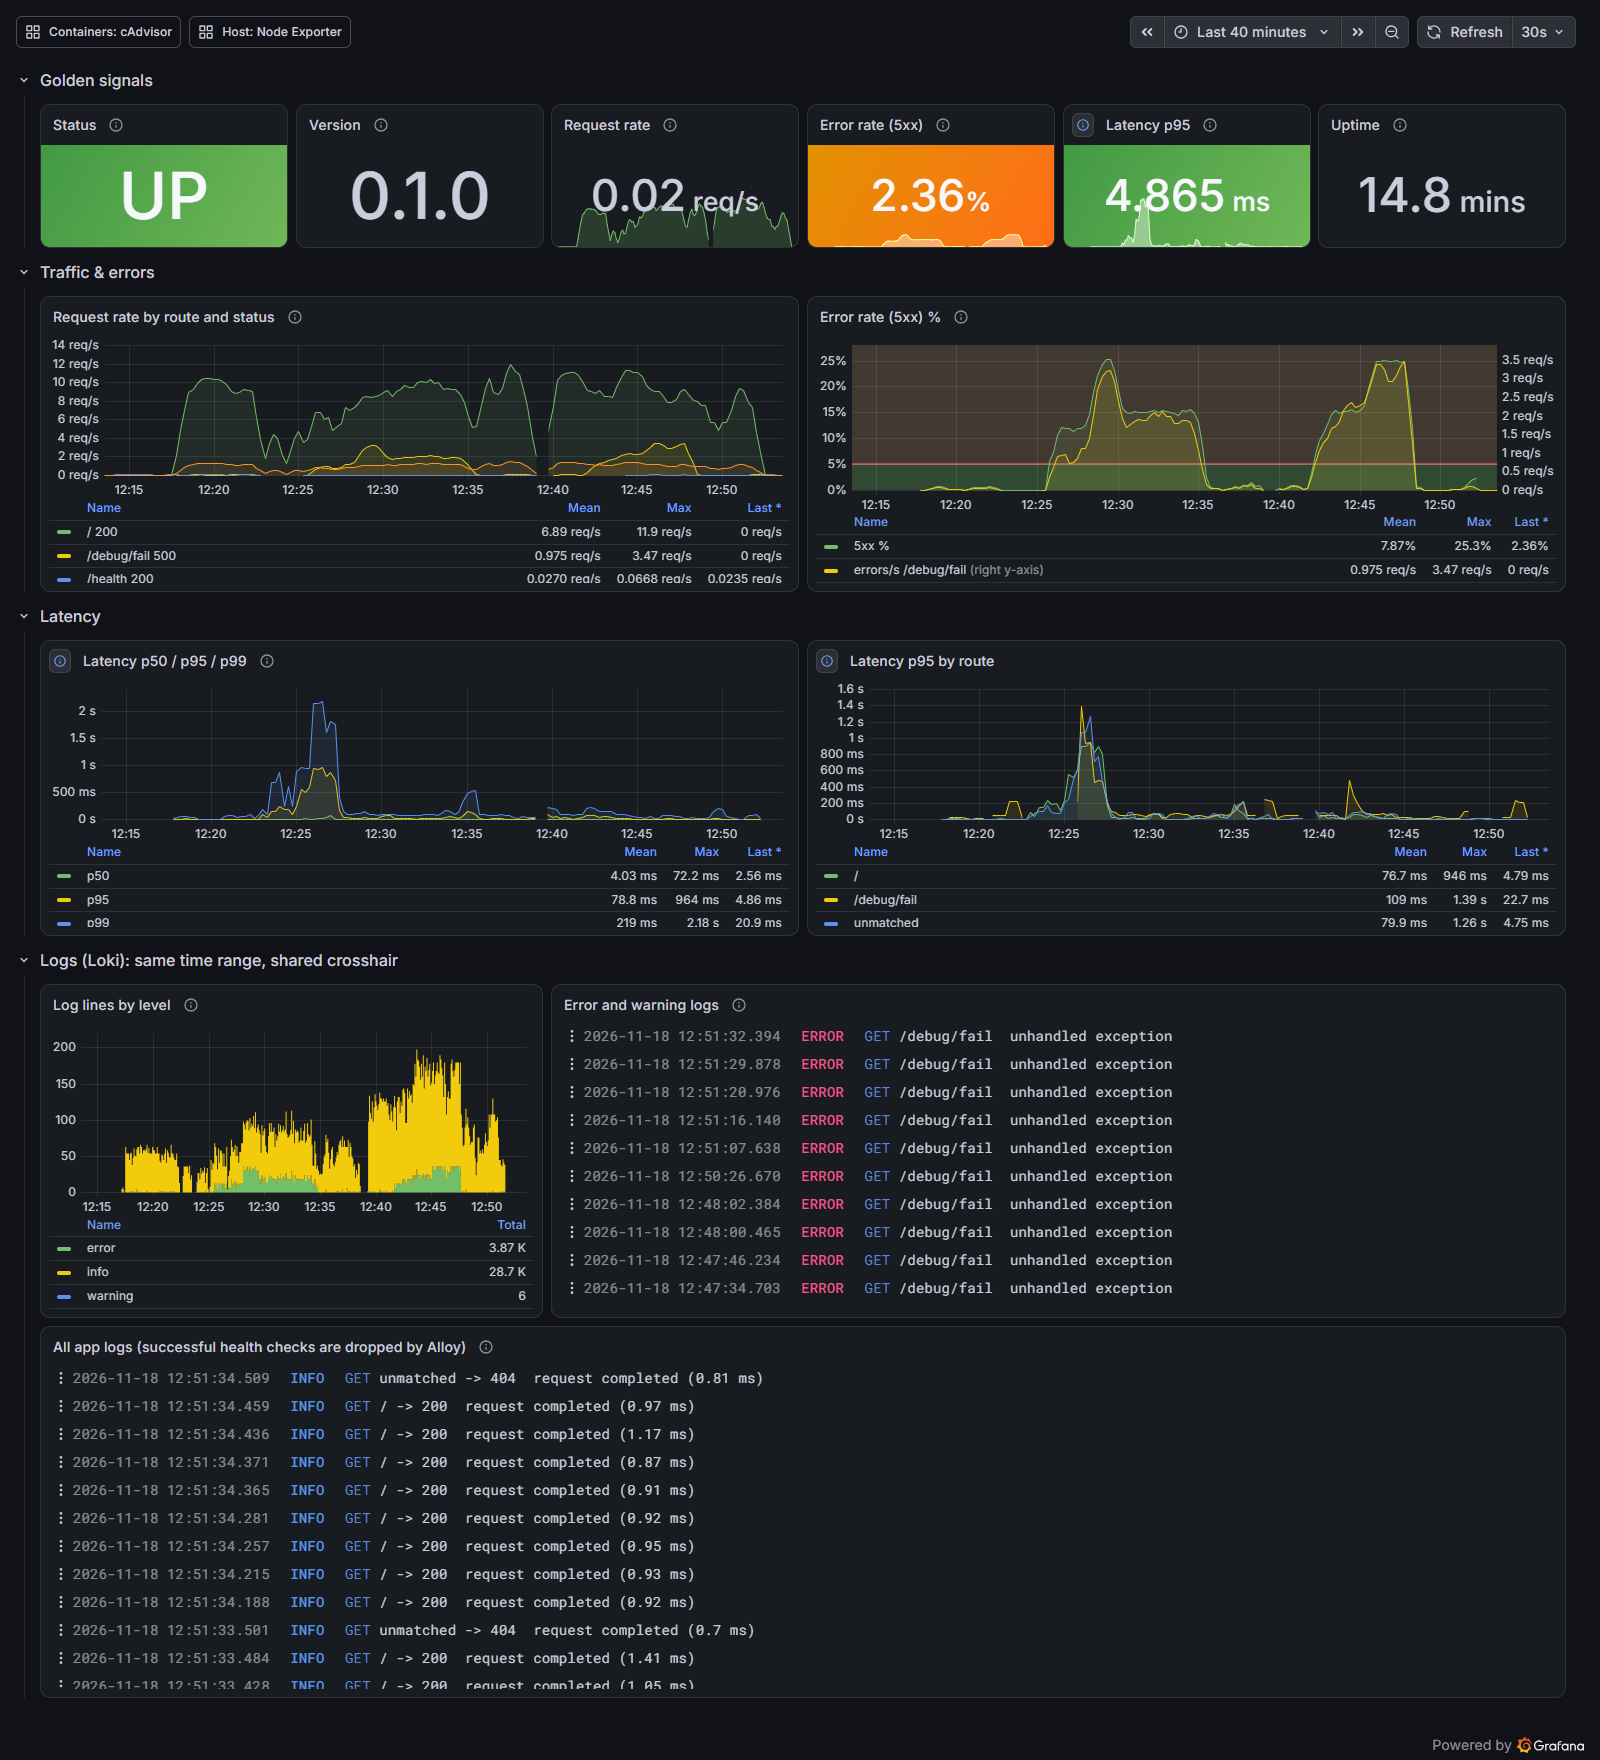 Containers: cAdvisor Host: Node Exporter Last 40 minutes Refresh 30s
Golden signals
Status Version Request rate Error rate (5xx) Latency p95 Uptime
UP 0.1.0 0.02 req/s 2.36% 4.865 ms 14.8 mins
Traffic & errors
Request rate by route and status
14 req/s
12 req/s
10 req/s
8 req/s
6 req/s
4 req/s
2 req/s
0 req/s
12:15 12:20 12:25 12:30 12:35 12:40 12:45 12:50
Name Mean Max Last *
/ 200 6.89 req/s 11.9 req/s 0 req/s
/debug/fail 500 0.975 req/s 3.47 req/s 0 req/s
/health 200 0.0270 req/s 0.0668 req/s 0.0235 req/s
Error rate (5xx) %
25%
20%
15%
10%
5%
0%
3.5 req/s
3 req/s
2.5 req/s
2 req/s
1.5 req/s
1 req/s
0.5 req/s
0 req/s
12:15 12:20 12:25 12:30 12:35 12:40 12:45 12:50
Name Mean Max Last *
5xx % 7.87% 25.3% 2.36%
errors/s /debug/fail (right y-axis) 0.975 req/s 3.47 req/s 0 req/s
Latency
Latency p50 / p95 / p99
2 s
1.5 s
1 s
500 ms
0 s
12:15 12:20 12:25 12:30 12:35 12:40 12:45 12:50
Name Mean Max Last *
p50 4.03 ms 72.2 ms 2.56 ms
p95 78.8 ms 964 ms 4.86 ms
p99 219 ms 2.18 s 20.9 ms
Latency p95 by route
1.6 s
1.4 s
1.2 s
1 s
800 ms
600 ms
400 ms
200 ms
0 s
12:15 12:20 12:25 12:30 12:35 12:40 12:45 12:50
Name Mean Max Last *
/ 76.7 ms 946 ms 4.79 ms
/debug/fail 109 ms 1.39 s 22.7 ms
unmatched 79.9 ms 1.26 s 4.75 ms
Logs (Loki): same time range, shared crosshair
Log lines by level
200
150
100
50
0
12:15 12:20 12:25 12:30 12:35 12:40 12:45 12:50
Name Total
error 3.87 K
info 28.7 K
warning 6
Error and warning logs
2026-11-18 12:51:32.394 ERROR GET /debug/fail unhandled exception
2026-11-18 12:51:29.878 ERROR GET /debug/fail unhandled exception
2026-11-18 12:51:20.976 ERROR GET /debug/fail unhandled exception
2026-11-18 12:51:16.140 ERROR GET /debug/fail unhandled exception
2026-11-18 12:51:07.638 ERROR GET /debug/fail unhandled exception
2026-11-18 12:50:26.670 ERROR GET /debug/fail unhandled exception
2026-11-18 12:48:02.384 ERROR GET /debug/fail unhandled exception
2026-11-18 12:48:00.465 ERROR GET /debug/fail unhandled exception
2026-11-18 12:47:46.234 ERROR GET /debug/fail unhandled exception
2026-11-18 12:47:34.703 ERROR GET /debug/fail unhandled exception
All app logs (successful health checks are dropped by Alloy)
2026-11-18 12:51:34.509 INFO GET unmatched -> 404 request completed (0.81 ms)
2026-11-18 12:51:34.459 INFO GET / -> 200 request completed (0.97 ms)
2026-11-18 12:51:34.436 INFO GET / -> 200 request completed (1.17 ms)
2026-11-18 12:51:34.371 INFO GET / -> 200 request completed (0.87 ms)
2026-11-18 12:51:34.365 INFO GET / -> 200 request completed (0.91 ms)
2026-11-18 12:51:34.281 INFO GET / -> 200 request completed (0.92 ms)
2026-11-18 12:51:34.257 INFO GET / -> 200 request completed (0.95 ms)
2026-11-18 12:51:34.215 INFO GET / -> 200 request completed (0.93 ms)
2026-11-18 12:51:34.188 INFO GET / -> 200 request completed (0.92 ms)
2026-11-18 12:51:33.501 INFO GET unmatched -> 404 request completed (0.7 ms)
2026-11-18 12:51:33.484 INFO GET / -> 200 request completed (1.41 ms)
2026-11-18 12:51:33.428 INFO GET / -> 200 request completed (1.05 ms)
Powered by Grafana